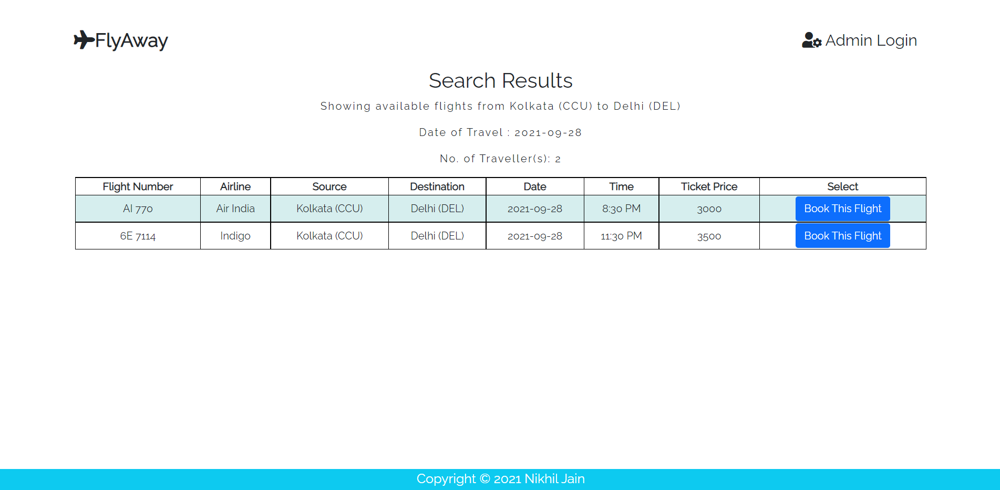 FlyAway
Admin Login
Search Results
Showing available flights from Kolkata (CCU) to Delhi (DEL)
Date of Travel : 2021-09-28
No. of Traveller(s): 2
Flight Number Airline Source Destination Date Time Ticket Price Select
AI 770 Air India Kolkata (CCU) Delhi (DEL) 2021-09-28 8:30 PM 3000 Book This Flight
6E 7114 Indigo Kolkata (CCU) Delhi (DEL) 2021-09-28 11:30 PM 3500 Book This Flight
Copyright © 2021 Nikhil Jain